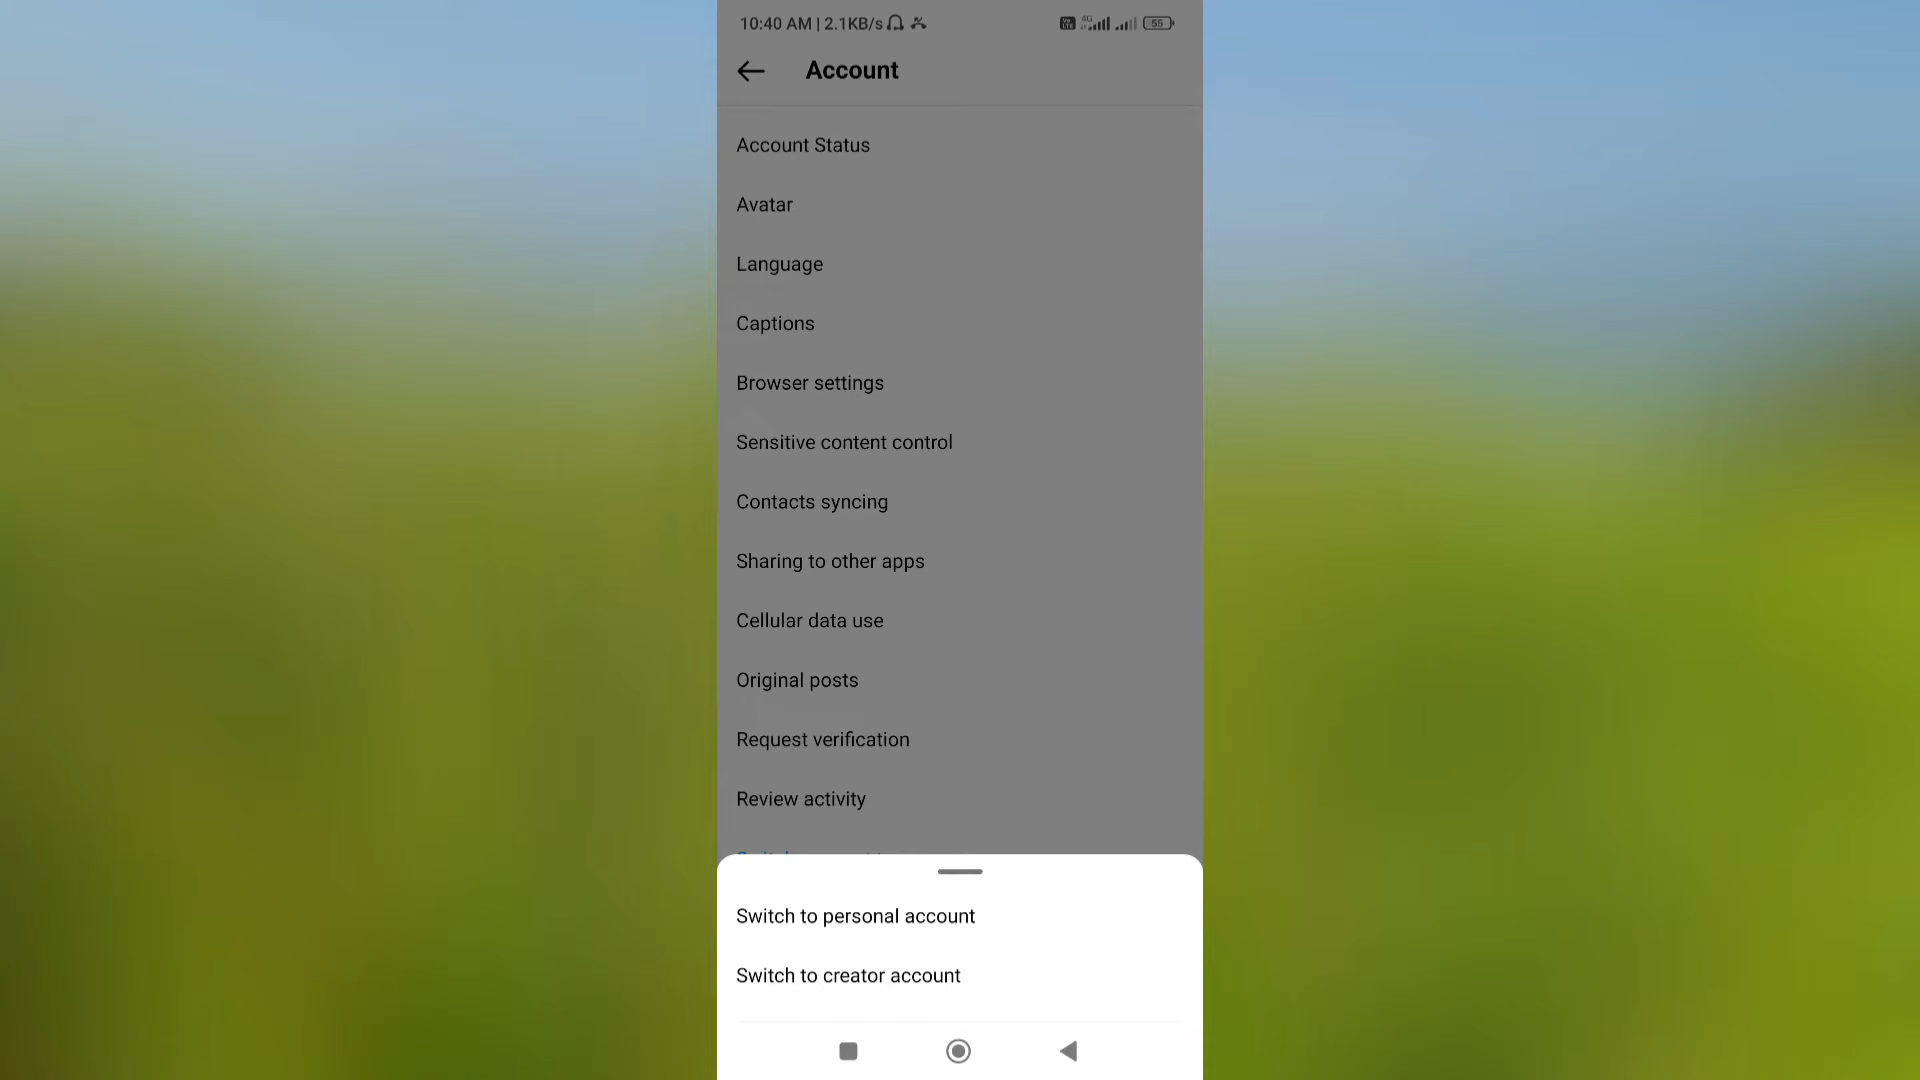 10:40 AM | 2.1KB/s 4G 55
Account
Account Status
Avatar
Language
Captions
Browser settings
Sensitive content control
Contacts syncing
Sharing to other apps
Cellular data use
Original posts
Request verification
Review activity
Switch to personal account
Switch to creator account